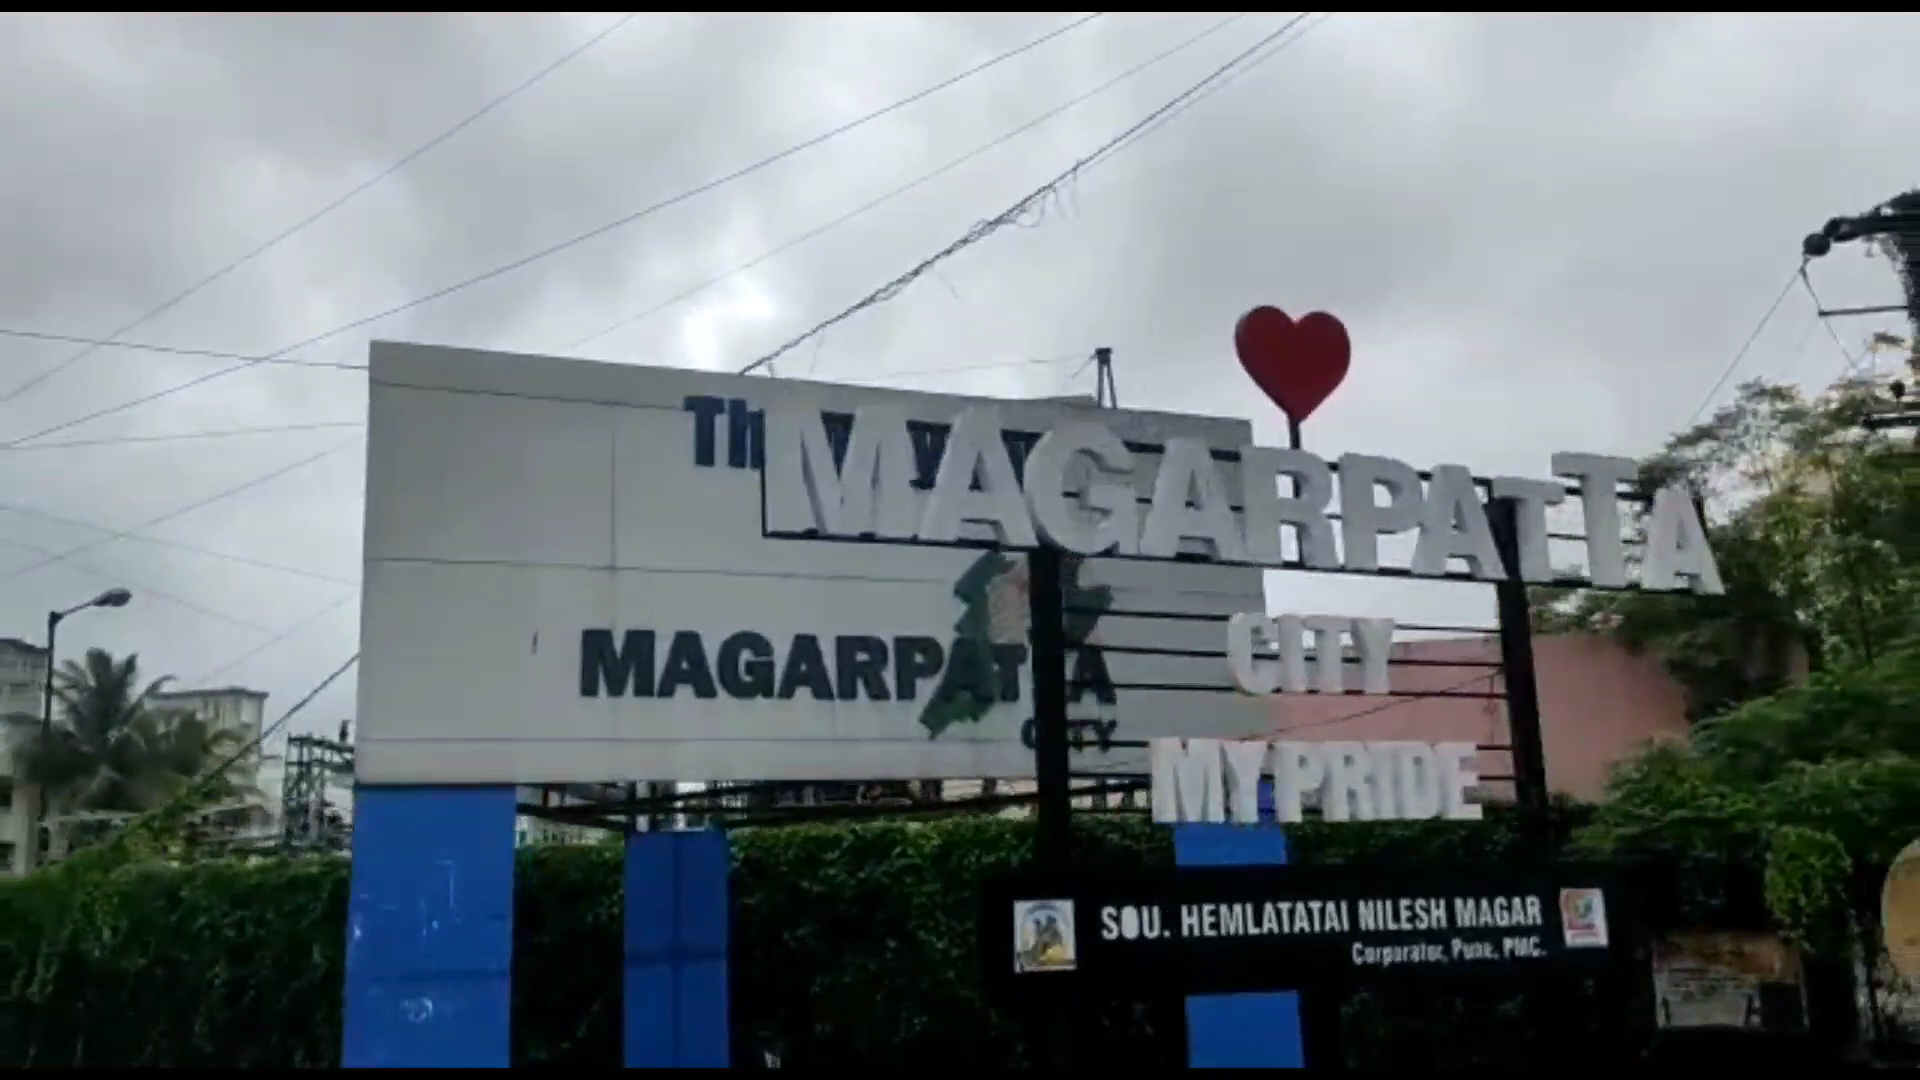 MAGARPATTA
CITY
MY PRIDE
MAGARPATTA
CITY
SOU. HEMLATATAI NILESH MAGAR
Corporator, Pune, PMC.